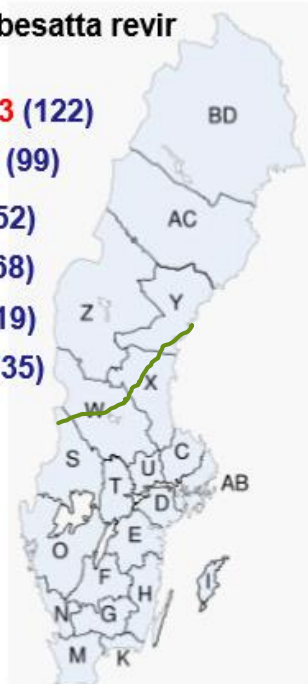 besatta revir
3 (122)
(99)
52)
68)
19)
35)
BD
AC
Z
Y
X
W
S
T
U
C
AB
D
O
E
F
H
I
N
G
M
K